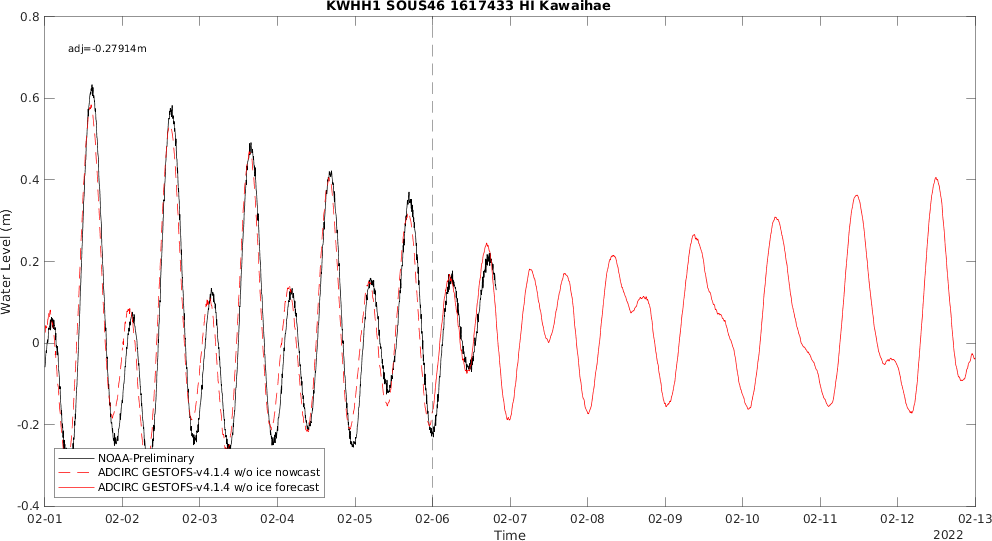 KWHH1 SOUS46 1617433 HI Kawaihae
adj=-0.27914m
0.8
0.6
0.4
0.2
0
-0.2
-0.4
Water Level (m)
NOAA-Preliminary
ADCIRC GESTOFS-v4.1.4 w/o ice nowcast
ADCIRC GESTOFS-v4.1.4 w/o ice forecast
02-01 02-02 02-03 02-04 02-05 02-06 02-07 02-08 02-09 02-10 02-11 02-12 02-13
Time
2022